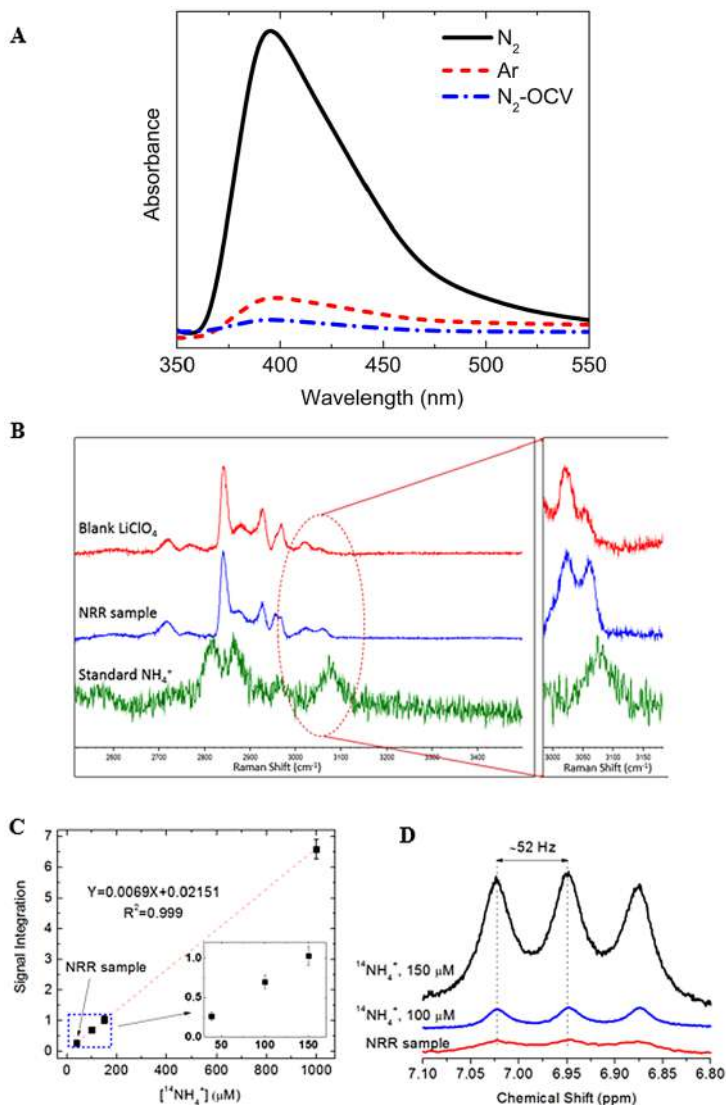 A
N2
Ar
N2-OCV
Absorbance
350 400 450 500 550
Wavelength (nm)
B
Blank LiClO4
NRR sample
Standard NH4+
2600 2700 2800 2900 3000 3100 3200 3300 3400
Raman Shift (cm-1)
3000 3050 3100 3150
Raman Shift (cm-1)
C
7
6
5
4
3
2
1
0
Signal Integration
Y=0.0069X+0.02151
R2=0.999
NRR sample
1.0
0.5
0.0
50 100 150
0 200 400 600 800 1000
[14NH4+] (μM)
D
~52 Hz
14NH4+, 150 μM
14NH4+, 100 μM
NRR sample
7.10 7.05 7.00 6.95 6.90 6.85 6.80
Chemical Shift (ppm)